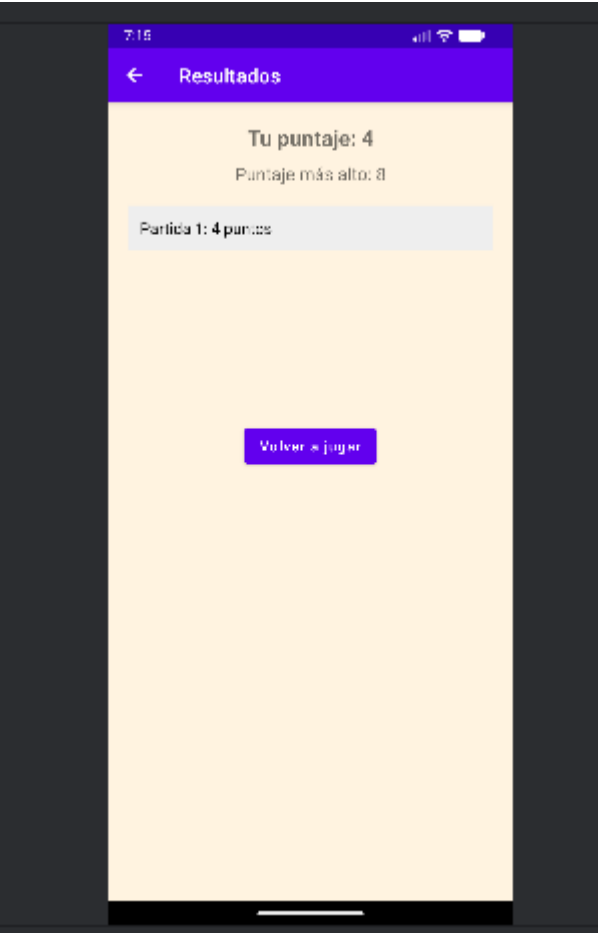 7:15
Resultados
Tu puntaje: 4
Puntaje más alto: 8
Partida 1: 4 puntos
Volver a jugar